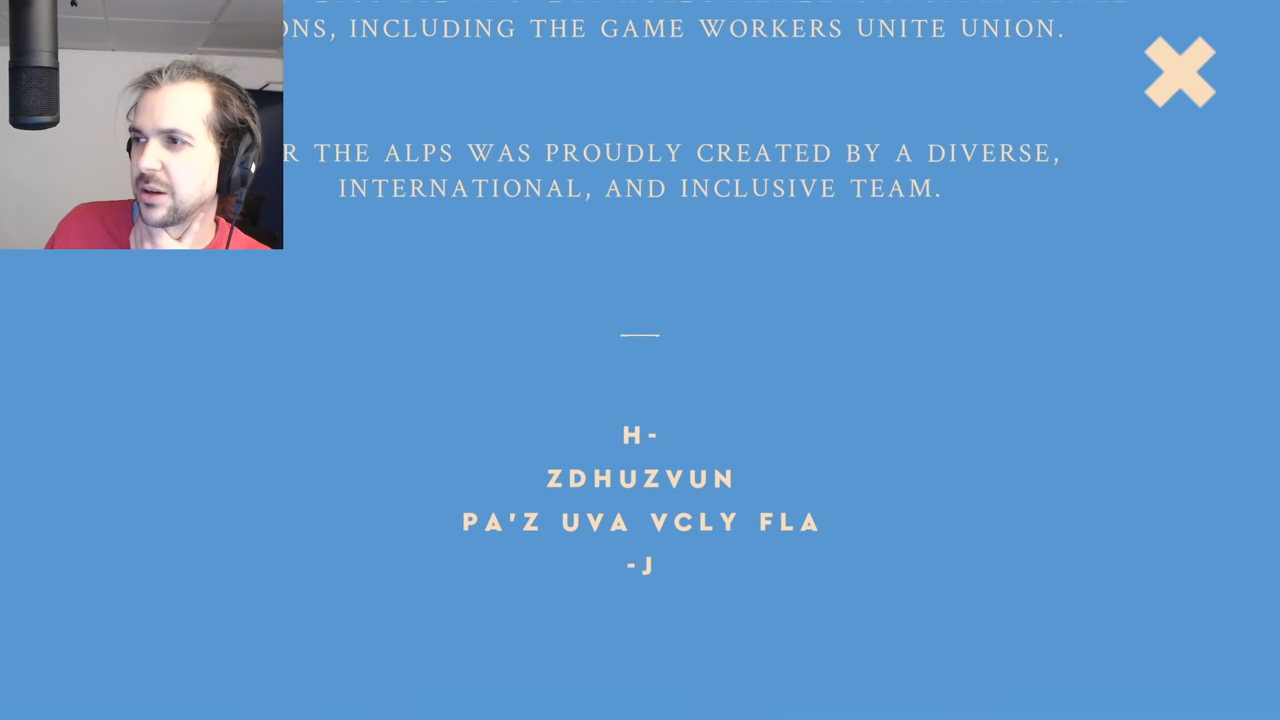 ONS, INCLUDING THE GAME WORKERS UNITE UNION.
R THE ALPS WAS PROUDLY CREATED BY A DIVERSE,
INTERNATIONAL, AND INCLUSIVE TEAM.
H-
ZDHUZVUN
PA'Z UVA VCLY FLA
-J